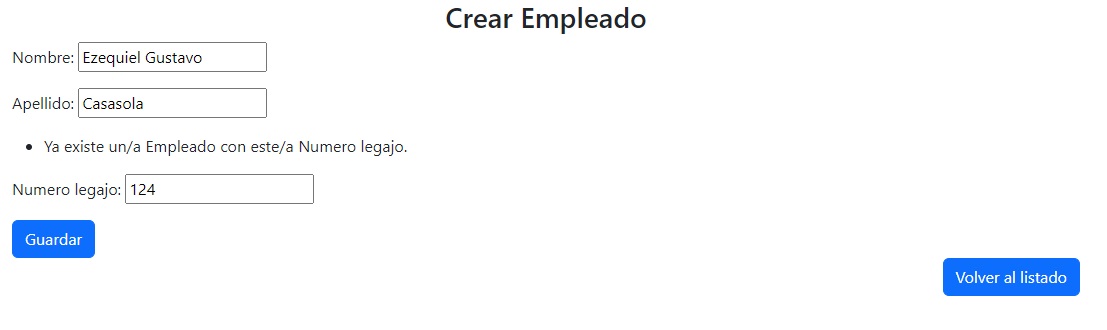 Crear Empleado
Nombre: Ezequiel Gustavo
Apellido: Casasola
Ya existe un/a Empleado con este/a Numero legajo.
Numero legajo: 124
Guardar
Volver al listado